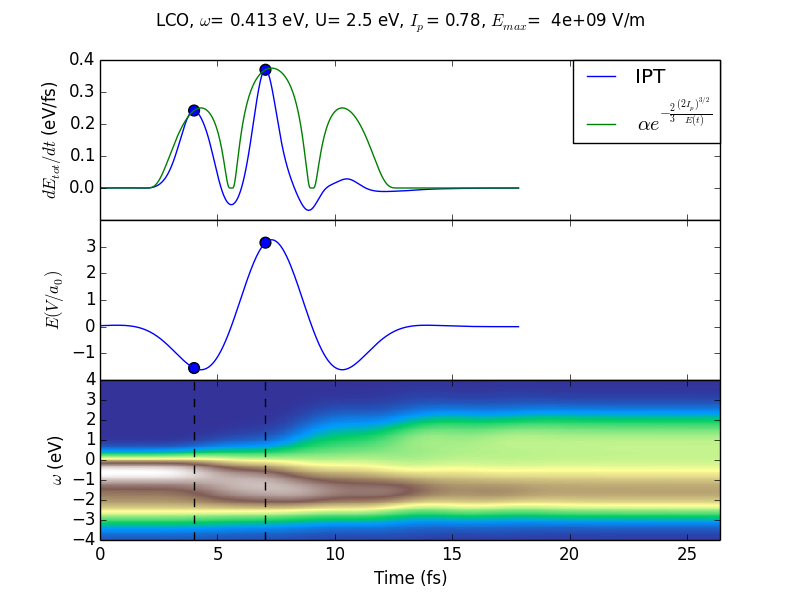 LCO, ω= 0.413 eV, U= 2.5 eV, I_p = 0.78, E_max= 4e+09 V/m
dE_tot/dt (eV/fs)
0.4
0.3
0.2
0.1
0.0
IPT
αe^{-\frac{2}{3}\frac{(2I_p)^{3/2}}{E(t)}}
E(V/a_0)
3
2
1
0
−1
ω (eV)
4
3
2
1
0
−1
−2
−3
−4
0 5 10 15 20 25
Time (fs)